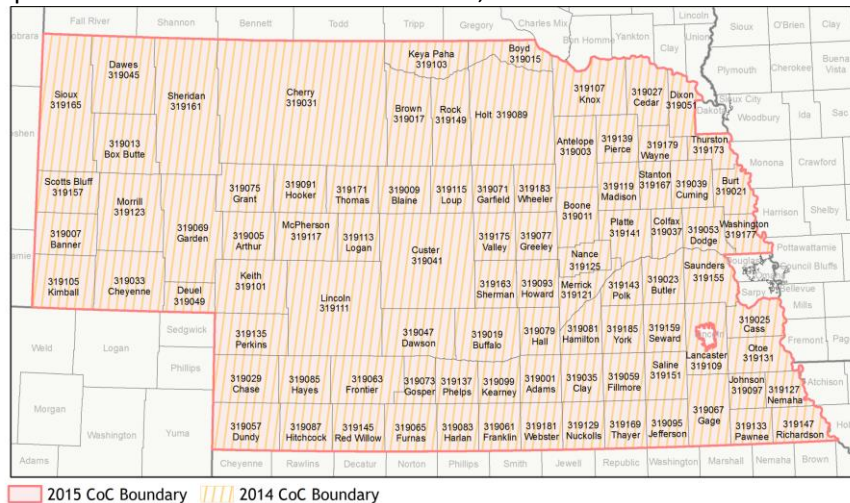 Fall River
Shannon
Bennett
Todd
Tripp
Gregory
Charles Mix
Bon Homme
Yankton
Clay
Union
Lincoln
Sioux
O'Brien
Clay
Plymouth
Cherokee
Buena
Vista
Sioux City
Woodbury
Ida
Sac
Dakota
Monona
Crawford
Harrison
Shelby
Pottawattamie
Council Bluffs
Bellevue
Mills
Fremont
Page
Atchison
Douglas
Sarpy
Sioux
319165
Dawes
319045
Sheridan
319161
Cherry
319031
Keya Paha
319103
Boyd
319015
Brown
319017
Rock
319149
Holt 319089
319107
Knox
319027
Cedar
Dixon
319051
319013
Box Butte
Antelope
319003
319139
Pierce
319179
Wayne
Thurston
319173
Scotts Bluff
319157
Morrill
319123
319075
Grant
319091
Hooker
319171
Thomas
319009
Blaine
319115
Loup
319071
Garfield
319183
Wheeler
319119
Madison
Stanton
319167
319039
Cuming
Burt
319021
Boone
319011
319007
Banner
319069
Garden
319005
Arthur
McPherson
319117
319113
Logan
Custer
319041
319175
Valley
319077
Greeley
Platte
319141
Colfax
319037
319053
Dodge
Washington
319177
Nance
319125
319105
Kimball
319033
Cheyenne
Deuel
319049
Keith
319101
Lincoln
319111
319163
Sherman
319093
Howard
Merrick
319121
319143
Polk
319023
Butler
Saunders
319155
319135
Perkins
319047
Dawson
319019
Buffalo
319079
Hall
319081
Hamilton
319185
York
319159
Seward
Lancaster
319109
319025
Cass
Otoe
319131
319029
Chase
319085
Hayes
319063
Frontier
319073
Gosper
319137
Phelps
319099
Kearney
319001
Adams
319035
Clay
319059
Fillmore
Saline
319151
Johnson
319097
319127
Nemaha
319057
Dundy
319087
Hitchcock
319145
Red Willow
319065
Furnas
319083
Harlan
319061
Franklin
319181
Webster
319129
Nuckolls
319169
Thayer
319095
Jefferson
319067
Gage
319133
Pawnee
319147
Richardson
Weld
Logan
Sedgwick
Phillips
Morgan
Washington
Yuma
Adams
Cheyenne
Rawlins
Decatur
Norton
Phillips
Smith
Jewell
Republic
Washington
Marshall
Nemaha
Brown
2015 CoC Boundary
2014 CoC Boundary